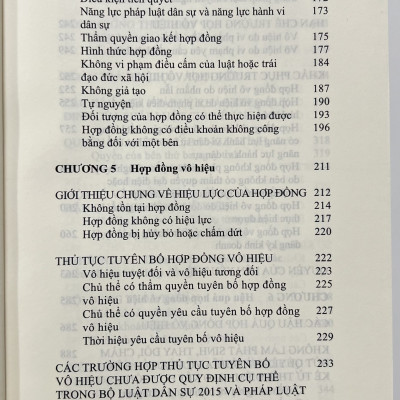 Điều kiện tiên quyết 172
Năng lực pháp luật dân sự và năng lực hành vi 173
dân sự
Thẩm quyền giao kết hợp đồng 175
Hình thức hợp đồng 177
Không vi phạm điều cấm của luật hoặc trái 184
đạo đức xã hội
Không giả tạo 187
Tự nguyện 190
Đối tượng của hợp đồng có thể thực hiện được 193
Hợp đồng không có điều khoản không công 196
bằng đối với một bên
CHƯƠNG 5 Hợp đồng vô hiệu 211
GIỚI THIỆU CHUNG VỀ HIỆU LỰC CỦA HỢP ĐỒNG 212
Không tồn tại hợp đồng 214
Hợp đồng không có hiệu lực 217
Hợp đồng bị hủy bỏ hoặc chấm dứt 220
THỦ TỤC TUYÊN BỐ HỢP ĐỒNG VÔ HIỆU 222
Vô hiệu tuyệt đối và vô hiệu tương đối 223
Chủ thể có thẩm quyền tuyên bố hợp đồng 225
vô hiệu
Chủ thể có quyền yêu cầu tuyên bố hợp đồng 227
vô hiệu
Thời hiệu yêu cầu tuyên bố vô hiệu 229
CÁC TRƯỜNG HỢP THỦ TỤC TUYÊN BỐ 233
VÔ HIỆU CHƯA ĐƯỢC QUY ĐỊNH CỤ THỂ
TRONG BỘ LUẬT DÂN SỰ 2015 VÀ PHÁP LUẬT